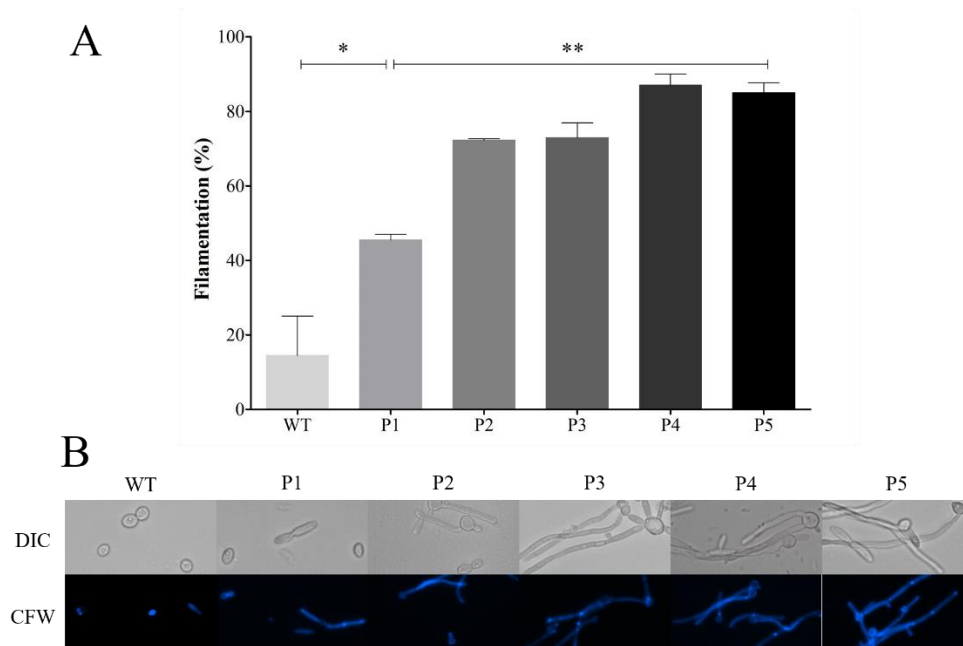 A
100
80
60
40
20
0
Filamentation (%)
*
**
WT P1 P2 P3 P4 P5
B
WT P1 P2 P3 P4 P5
DIC
CFW